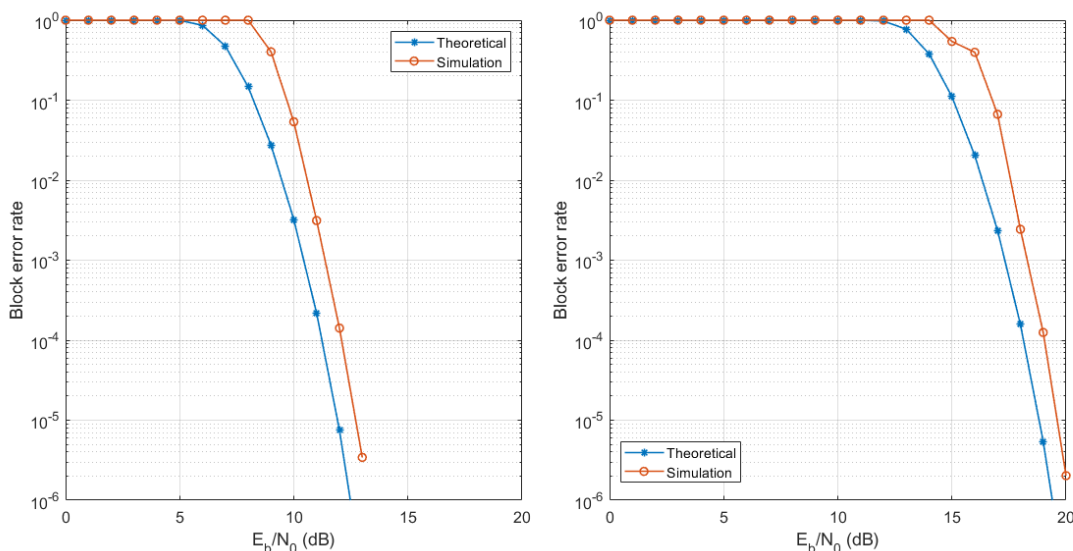 10^0
10^-1
10^-2
10^-3
10^-4
10^-5
10^-6
Block error rate
0 5 10 15 20
E_b/N_0 (dB)
Theoretical
Simulation
10^0
10^-1
10^-2
10^-3
10^-4
10^-5
10^-6
Block error rate
0 5 10 15 20
E_b/N_0 (dB)
Theoretical
Simulation